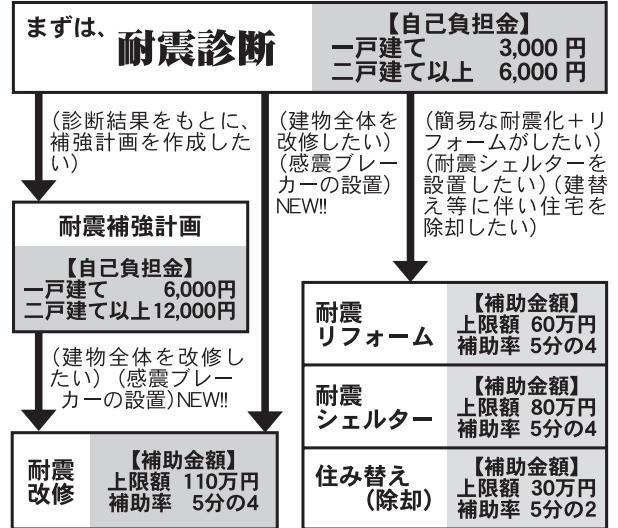 まずは、耐震診断
【自己負担金】
一戸建て 3,000 円
二戸建て以上 6,000 円
(診断結果をもとに、
補強計画を作成した
い)
(建物全体を
改修したい)
(感震ブレー
カーの設置)
NEW!!
(簡易な耐震化+リ
フォームがしたい)
(耐震シェルターを
設置したい)(建替
え等に伴い住宅を
除却したい)
耐震補強計画
【自己負担金】
一戸建て 6,000円
二戸建て以上12,000円
(建物全体を改修し
たい)(感震ブレー
カーの設置)NEW!!
耐震
改修
【補助金額】
上限額 110万円
補助率 5分の4
耐震
リフォーム
【補助金額】
上限額 60万円
補助率 5分の4
耐震
シェルター
【補助金額】
上限額 80万円
補助率 5分の4
住み替え
(除却)
【補助金額】
上限額 30万円
補助率 5分の2